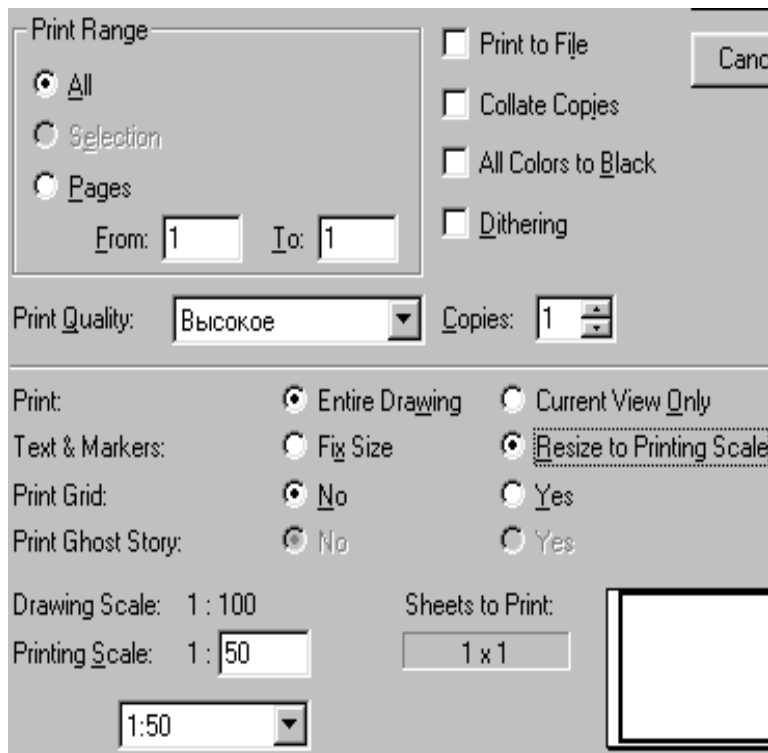 Print Range
All
Selection
Pages
From: 1 To: 1
Print to File
Collate Copies
All Colors to Black
Dithering
Canc
Print Quality: Высокое Copies: 1
Print: Entire Drawing Current View Only
Text & Markers: Fix Size Resize to Printing Scale
Print Grid: No Yes
Print Ghost Story: No Yes
Drawing Scale: 1 : 100
Printing Scale: 1 : 50
1:50
Sheets to Print:
1 x 1